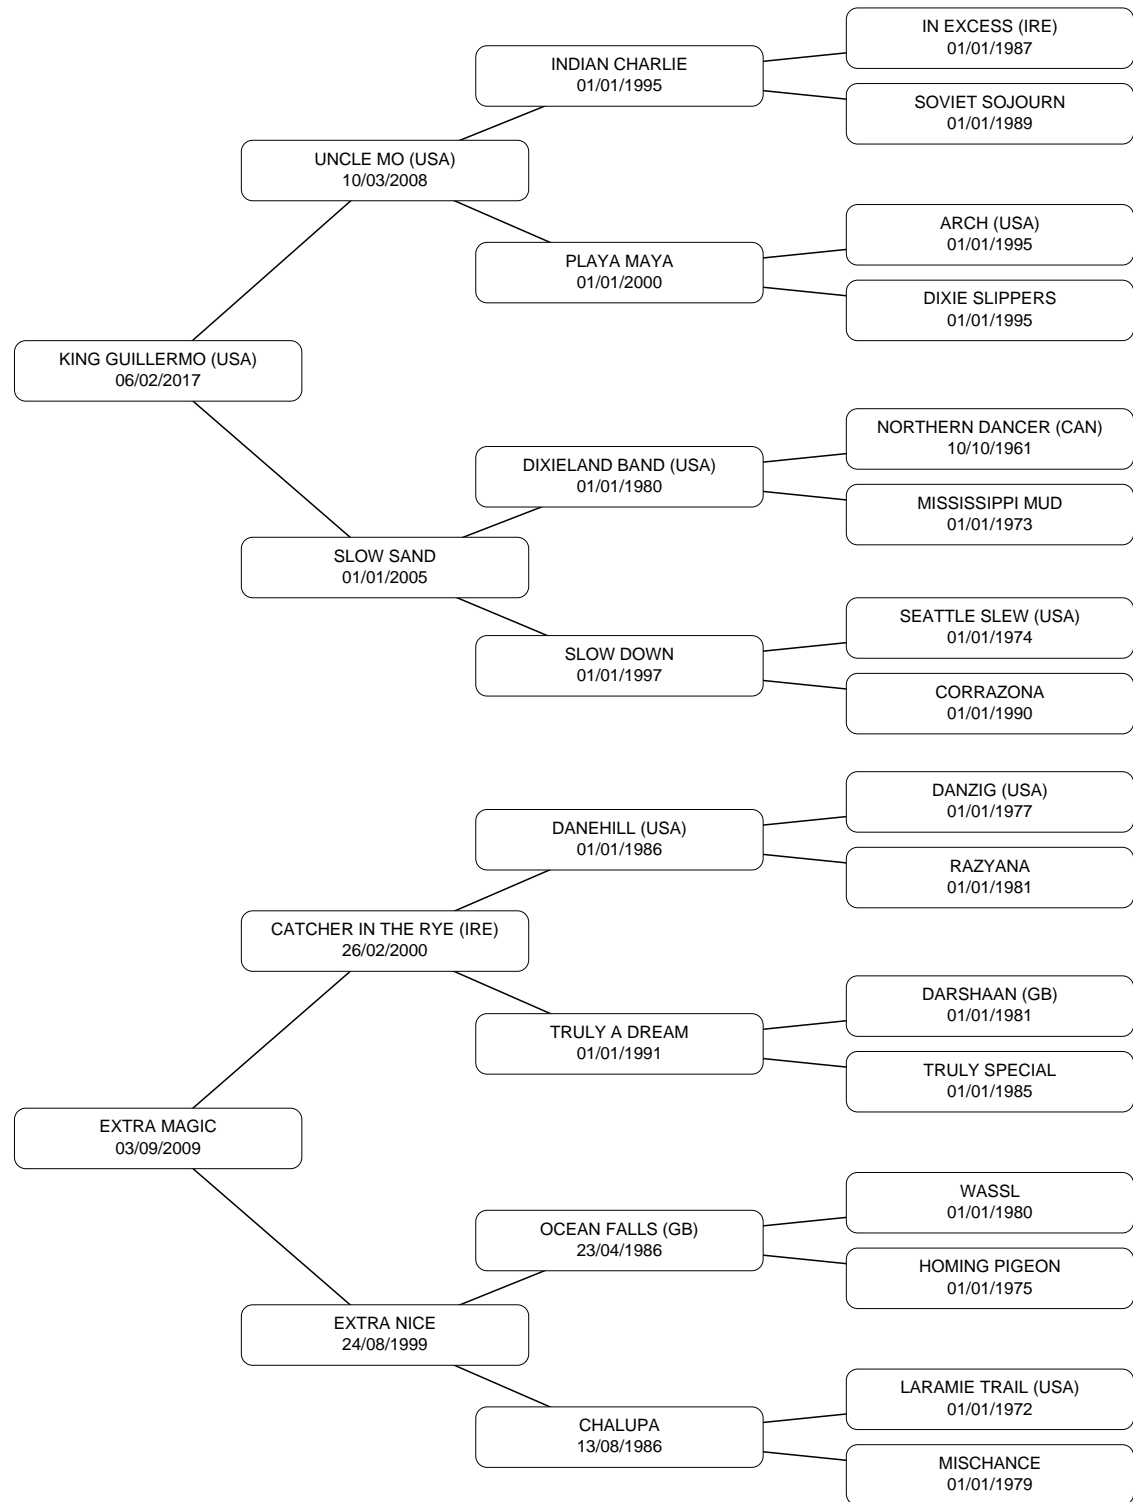 IN EXCESS (IRE)
01/01/1987
INDIAN CHARLIE
01/01/1995
SOVIET SOJOURN
01/01/1989
UNCLE MO (USA)
10/03/2008
ARCH (USA)
01/01/1995
PLAYA MAYA
01/01/2000
DIXIE SLIPPERS
01/01/1995
KING GUILLERMO (USA)
06/02/2017
NORTHERN DANCER (CAN)
10/10/1961
DIXIELAND BAND (USA)
01/01/1980
MISSISSIPPI MUD
01/01/1973
SLOW SAND
01/01/2005
SEATTLE SLEW (USA)
01/01/1974
SLOW DOWN
01/01/1997
CORRAZONA
01/01/1990
DANZIG (USA)
01/01/1977
DANEHILL (USA)
01/01/1986
RAZYANA
01/01/1981
CATCHER IN THE RYE (IRE)
26/02/2000
DARSHAAN (GB)
01/01/1981
TRULY A DREAM
01/01/1991
TRULY SPECIAL
01/01/1985
EXTRA MAGIC
03/09/2009
WASSL
01/01/1980
OCEAN FALLS (GB)
23/04/1986
HOMING PIGEON
01/01/1975
EXTRA NICE
24/08/1999
LARAMIE TRAIL (USA)
01/01/1972
CHALUPA
13/08/1986
MISCHANCE
01/01/1979